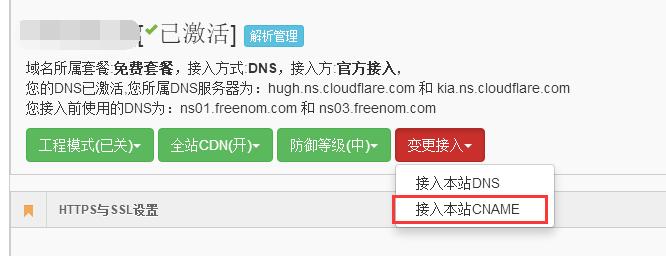 [✔已激活] 解析管理
域名所属套餐:免费套餐，接入方式:DNS，接入方:官方接入，
您的DNS已激活,您所属DNS服务器为：hugh.ns.cloudflare.com 和 kia.ns.cloudflare.com
您接入前使用的DNS为：ns01.freenom.com 和 ns03.freenom.com
工程模式(已关) 全站CDN(开) 防御等级(中) 变更接入
接入本站DNS
接入本站CNAME
HTTPS与SSL设置